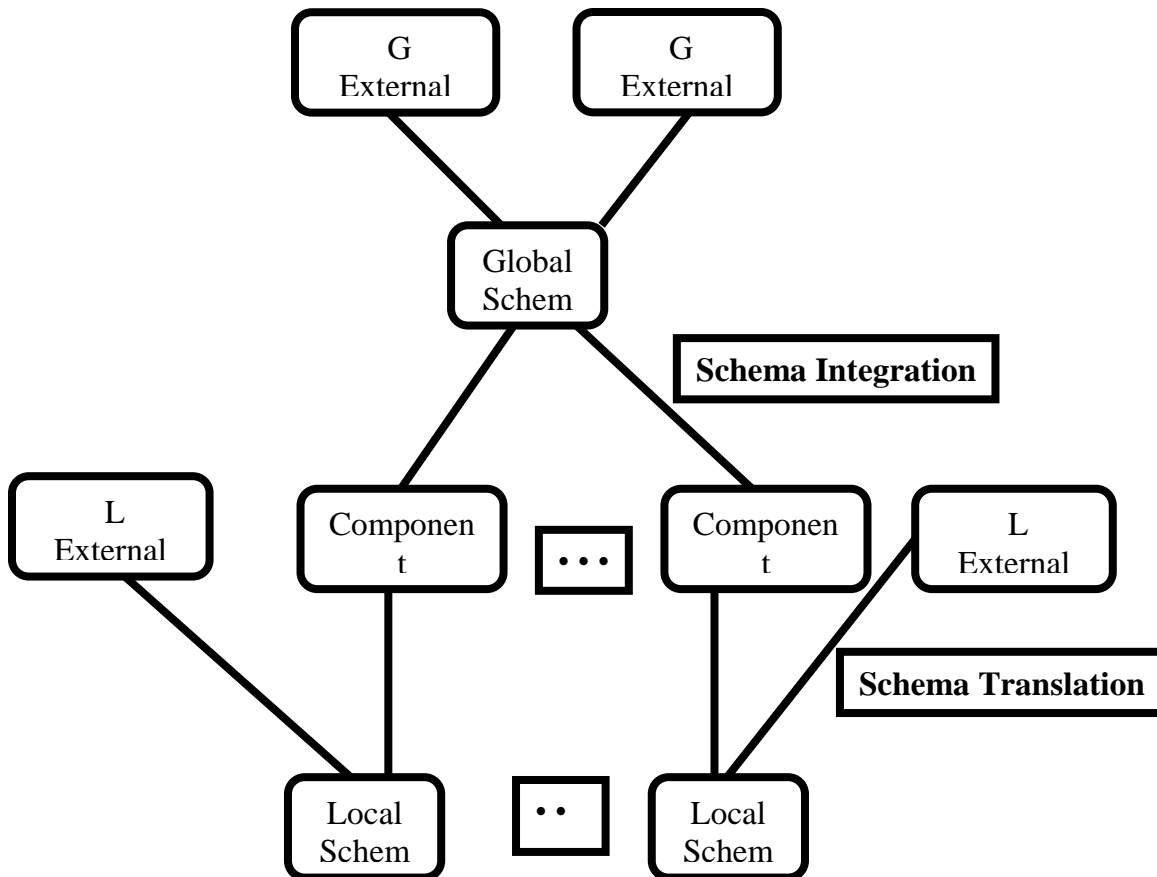 G
External
G
External
Global
Schem
Schema Integration
L
External
Componen
t
• • •
Componen
t
L
External
Schema Translation
Local
Schem
• •
Local
Schem